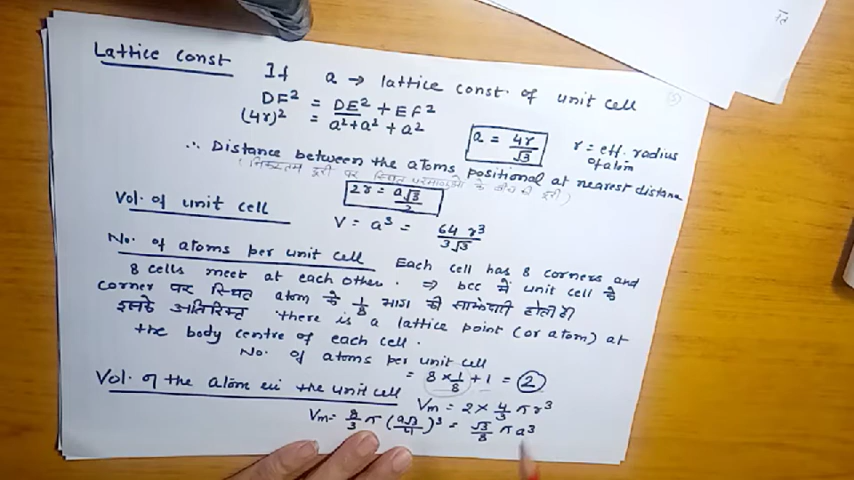 Lattice const
If a → lattice const. of unit cell
DF² = DE² + EF²
(4r)² = a² + a² + a²
a = 4r/√3
r = eff. radius of atom
∴ Distance between the atoms positional at nearest distance
(निकटतम दूरी पर स्थित परमाणुओं के बीच की दूरी)
2r = a√3/2
Vol. of unit cell
V = a³ = 64 r³/3√3
No. of atoms per unit cell Each cell has 8 corners and
8 cells meet at each other. ⇒ bcc में unit cell के
corner पर स्थित atom के 1/8 भाग की साझेदारी होती है।
इसके अतिरिक्त there is a lattice point (or atom) at
the body centre of each cell.
No. of atoms per unit cell
= 8 × 1/8 + 1 = 2
Vol. of the atom in the unit cell Vm = 2 × 4/3 π r³
Vm = 8/3 π (a√3/4)³ = √3/8 π a³